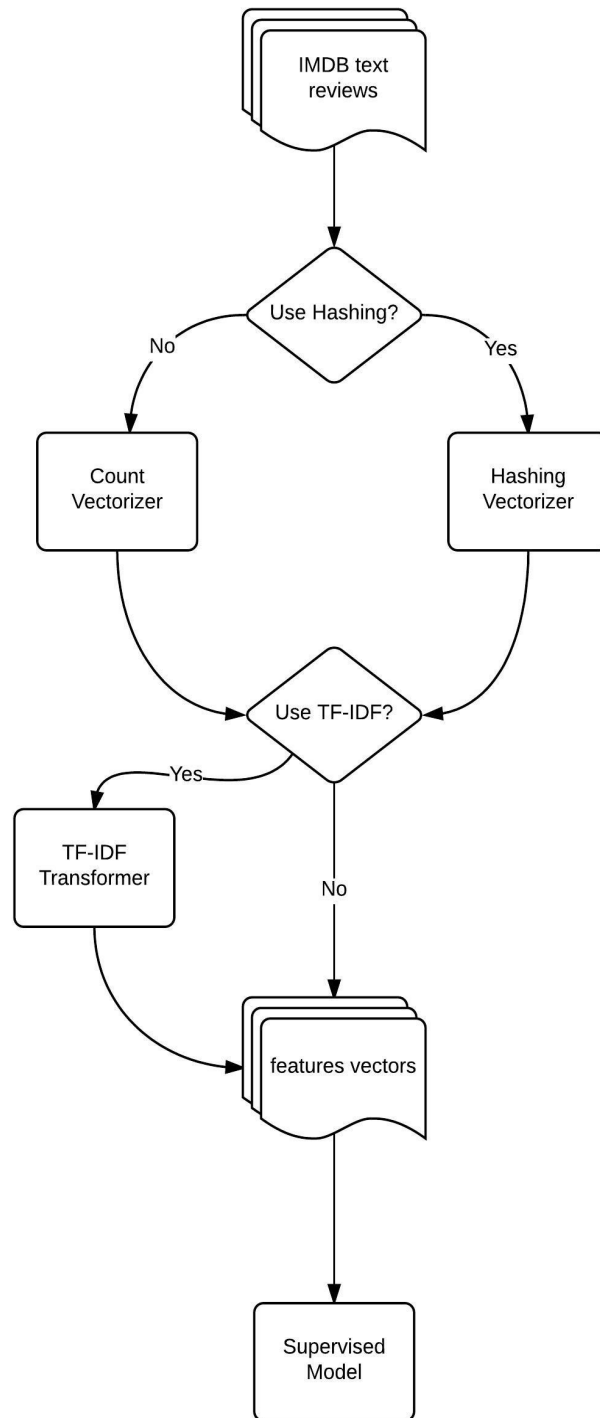 IMDB text
reviews
Use Hashing?
No
Yes
Count
Vectorizer
Hashing
Vectorizer
Use TF-IDF?
Yes
TF-IDF
Transformer
No
features vectors
Supervised
Model